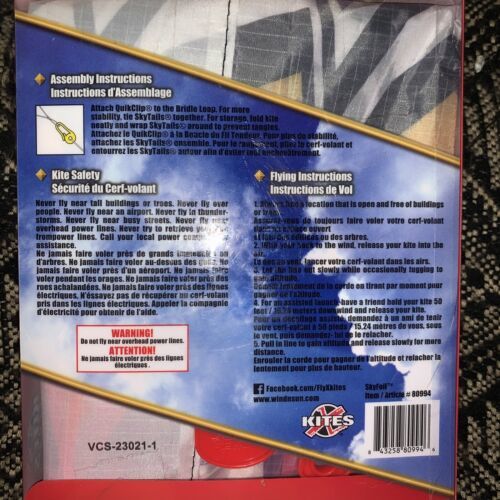 Assembly Instructions
Instructions d'Assemblage
Attach QuikClip® to the Bridle Loop. For more
stability, tie SkyTails® together. For storage, fold kite
neatly and wrap SkyTails® around to prevent tangles.
Attachez le QuikClip® à la Beacle du Fil Tendeur. Pour plus de stabilité,
attachez les SkyTails® ensemble. Pour le rangement, pliez le cerf-volant et
entourrez les SkyTails® autour afin d'éviter tout enchevêtrement.
Kite Safety
Sécurité du Cerf-volant
Never fly near tall buildings or trees. Never fly over
people. Never fly near an airport. Never fly in thunder-
storms. Never fly near busy streets. Never fly near
overhead power lines. Never try to retrieve your kite
from power lines. Call your local power company for
assistance.
Ne jamais faire voler près de grands immeubles ou
d'arbres. Ne jamais faire voler au-dessus des gens. Ne
jamais faire voler près d'un aéroport. Ne jamais faire
voler pendant les orages. Ne jamais faire voler près des
rues achalandées. Ne jamais faire voler près des lignes
électriques. N'éssayez pas de récupérer au cerf-volant
pris dans les lignes électriques. Appeler la compagnie
d'électricité pour obtenir de l'aide.
WARNING!
Do not fly near overhead power lines.
ATTENTION!
Ne jamais faire voler près des lignes
électriques .
VCS-23021-1
Flying Instructions
Instructions de Vol
1. Always find a location that is open and free of buildings
or trees.
Assurez-vous de toujours faire voler votre cerf-volant
dans un espace ouvert
et loin des édifices ou des arbres.
2. With your back to the wind, release your kite into the
air.
Le dos au vent, lancer votre cerf-volant dans les airs.
3. Let the line out slowly while occasionally tugging to
gain altitude.
Donner lentement de la corde en tirant par moment pour
gagner de l'altitude.
4. For an assisted launch- have a friend hold your kite 50
feet / 15.24 meters downwind and release your kite.
Pour un décollage assisté, demandez à un ami de tenir
votre cerf-volant à 50 pieds / 15,24 mètres de vous, sous
le vent, puis demandez-lui de le relacher.
5. Pull in line to gain altitude and release slowly for more
distance.
Enrouler la corde pour gagner de l'altitude et relacher la
lentement pour plus de hauteur.
Facebook.com/FlyXkites
www.windnsun.com
X
KITES
SkyFoil™
Item / Article # 80994
8 43258 80994 6